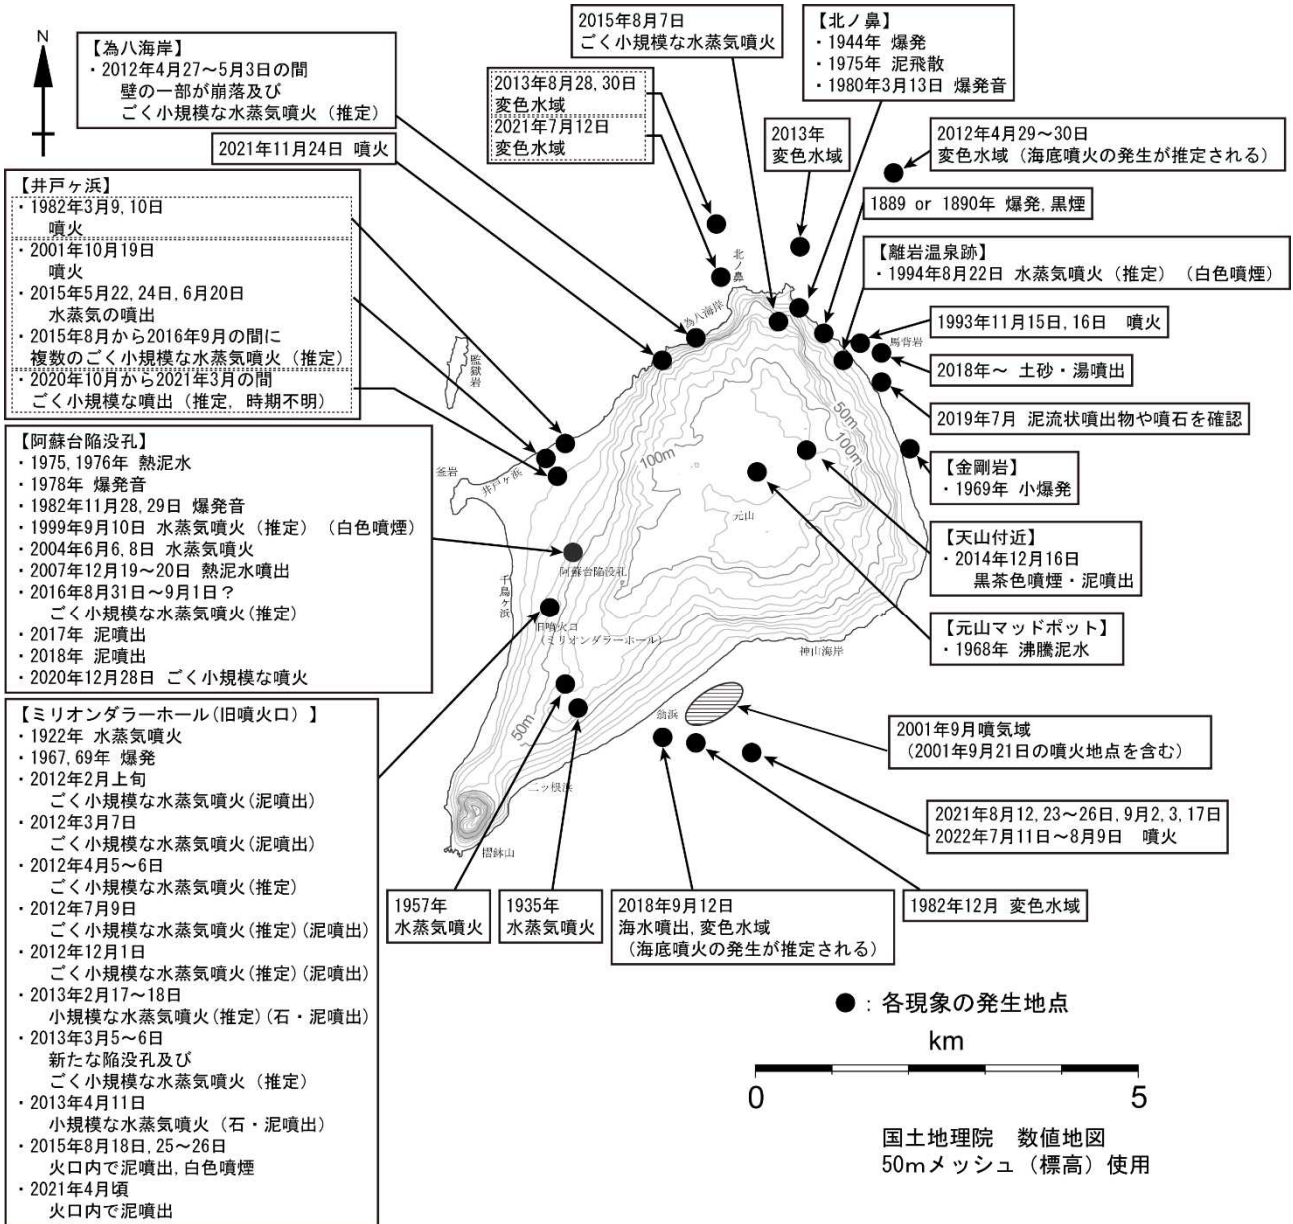 N
【為八海岸】
・2012年4月27~5月3日の間
壁の一部が崩落及び
ごく小規模な水蒸気噴火（推定）
2021年11月24日 噴火
【井戸ヶ浜】
・1982年3月9,10日
噴火
・2001年10月19日
噴火
・2015年5月22,24日,6月20日
水蒸気の噴出
・2015年8月から2016年9月の間に
複数のごく小規模な水蒸気噴火（推定）
・2020年10月から2021年3月の間
ごく小規模な噴出（推定，時期不明）
【阿蘇台陥没孔】
・1975,1976年 熱泥水
・1978年 爆発音
・1982年11月28,29日 爆発音
・1999年9月10日 水蒸気噴火（推定）（白色噴煙）
・2004年6月6,8日 水蒸気噴火
・2007年12月19~20日 熱泥水噴出
・2016年8月31日~9月1日？
ごく小規模な水蒸気噴火(推定)
・2017年 泥噴出
・2018年 泥噴出
・2020年12月28日 ごく小規模な噴火
【ミリオンダラーホール(旧噴火口）】
・1922年 水蒸気噴火
・1967,69年 爆発
・2012年2月上旬
ごく小規模な水蒸気噴火(泥噴出)
・2012年3月7日
ごく小規模な水蒸気噴火(泥噴出)
・2012年4月5~6日
ごく小規模な水蒸気噴火(推定)
・2012年7月9日
ごく小規模な水蒸気噴火(推定)(泥噴出)
・2012年12月1日
ごく小規模な水蒸気噴火(推定)(泥噴出)
・2013年2月17~18日
小規模な水蒸気噴火(推定)(石・泥噴出)
・2013年3月5~6日
新たな陥没孔及び
ごく小規模な水蒸気噴火（推定）
・2013年4月11日
小規模な水蒸気噴火（石・泥噴出）
・2015年8月18日,25~26日
火口内で泥噴出,白色噴煙
・2021年4月頃
火口内で泥噴出
2015年8月7日
ごく小規模な水蒸気噴火
2013年8月28,30日
変色水域
2021年7月12日
変色水域
【北ノ鼻】
・1944年 爆発
・1975年 泥飛散
・1980年3月13日 爆発音
2013年
変色水域
2012年4月29~30日
変色水域（海底噴火の発生が推定される）
1889 or 1890年 爆発,黒煙
【離岩温泉跡】
・1994年8月22日 水蒸気噴火（推定）（白色噴煙）
1993年11月15日,16日 噴火
2018年~ 土砂・湯噴出
2019年7月 泥流状噴出物や噴石を確認
【金剛岩】
・1969年 小爆発
【天山付近】
・2014年12月16日
黒茶色噴煙・泥噴出
【元山マッドポット】
・1968年 沸騰泥水
2001年9月噴気域
（2001年9月21日の噴火地点を含む）
2021年8月12,23~26日,9月2,3,17日
2022年7月11日~8月9日 噴火
1982年12月 変色水域
2018年9月12日
海水噴出,変色水域
（海底噴火の発生が推定される）
1935年
水蒸気噴火
1957年
水蒸気噴火
北ノ鼻
為八海岸
監獄岩
釜岩
井戸ヶ浜
馬背岩
50m
100m
100m
元山
阿蘇台陥没孔
千鳥ヶ浜
旧噴火口
（ミリオンダラーホール）
神山海岸
翁浜
50m
二ッ根浜
摺鉢山
●：各現象の発生地点
km
0 5
国土地理院 数値地図
50mメッシュ（標高）使用